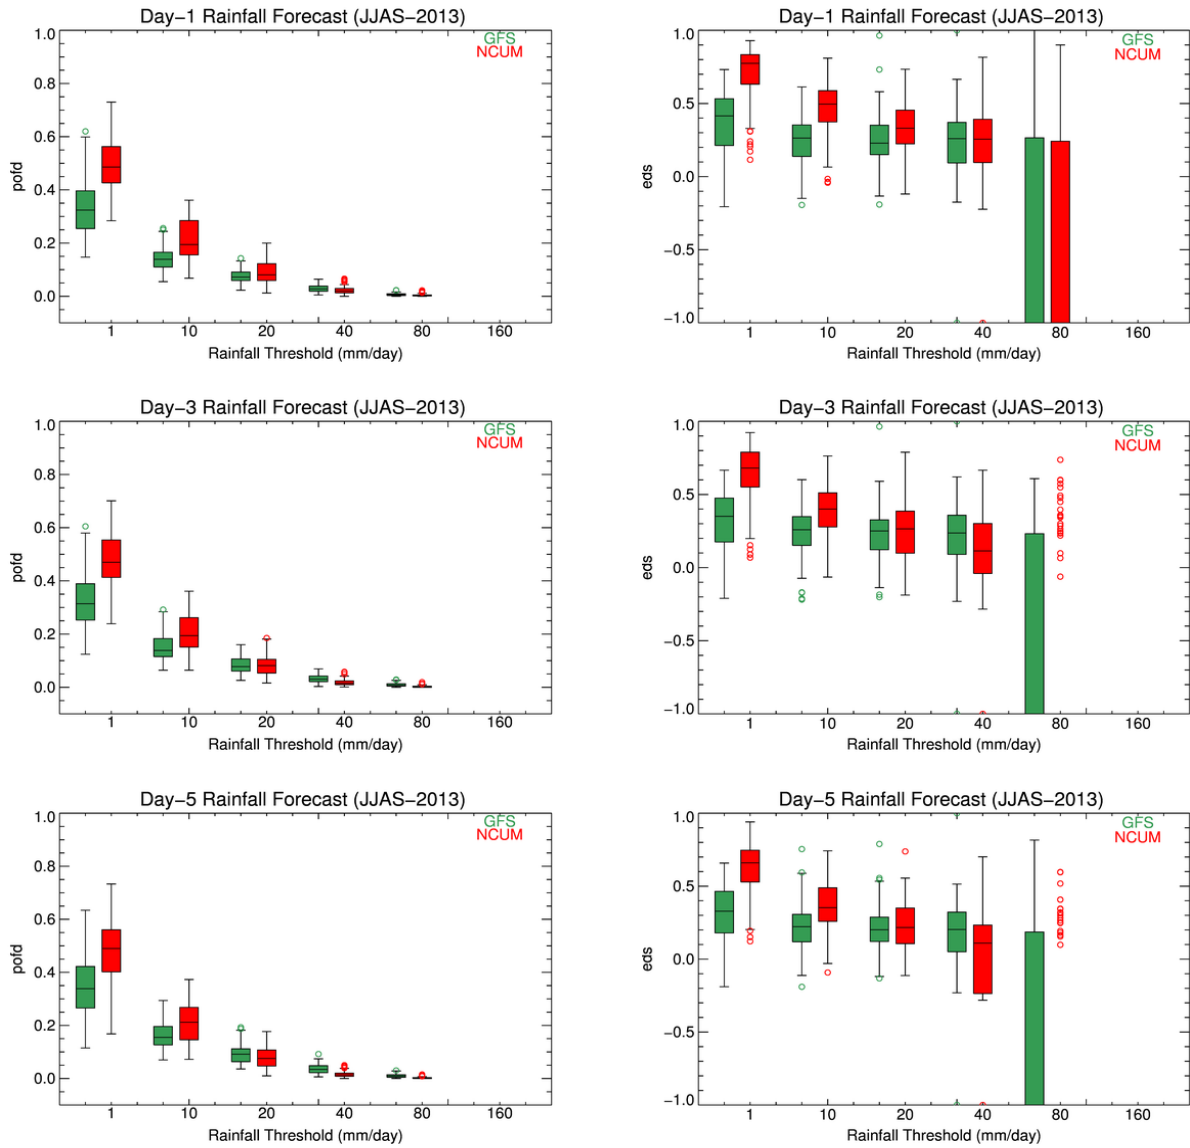 Day-1 Rainfall Forecast (JJAS-2013)
GFS
NCUM
1.0
0.8
0.6
0.4
0.2
0.0
pofd
1 10 20 40 80 160
Rainfall Threshold (mm/day)
Day-1 Rainfall Forecast (JJAS-2013)
GFS
NCUM
1.0
0.5
0.0
-0.5
-1.0
eds
1 10 20 40 80 160
Rainfall Threshold (mm/day)
Day-3 Rainfall Forecast (JJAS-2013)
GFS
NCUM
1.0
0.8
0.6
0.4
0.2
0.0
pofd
1 10 20 40 80 160
Rainfall Threshold (mm/day)
Day-3 Rainfall Forecast (JJAS-2013)
GFS
NCUM
1.0
0.5
0.0
-0.5
-1.0
eds
1 10 20 40 80 160
Rainfall Threshold (mm/day)
Day-5 Rainfall Forecast (JJAS-2013)
GFS
NCUM
1.0
0.8
0.6
0.4
0.2
0.0
pofd
1 10 20 40 80 160
Rainfall Threshold (mm/day)
Day-5 Rainfall Forecast (JJAS-2013)
GFS
NCUM
1.0
0.5
0.0
-0.5
-1.0
eds
1 10 20 40 80 160
Rainfall Threshold (mm/day)